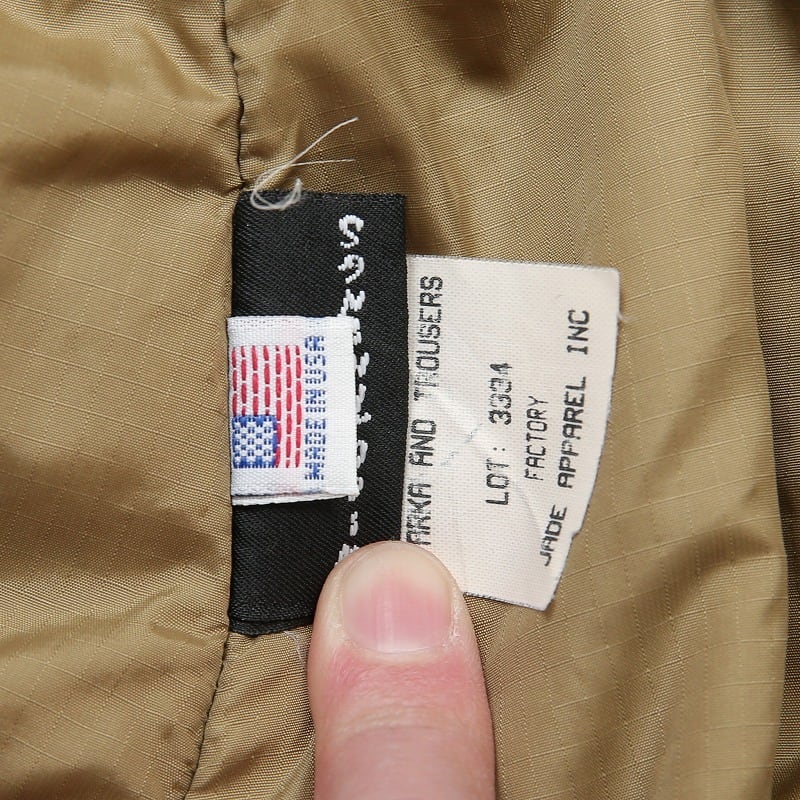 MADE IN USA
ARKA AND TROUSERS
LOT: 3334
FACTORY
JADE APPAREL INC